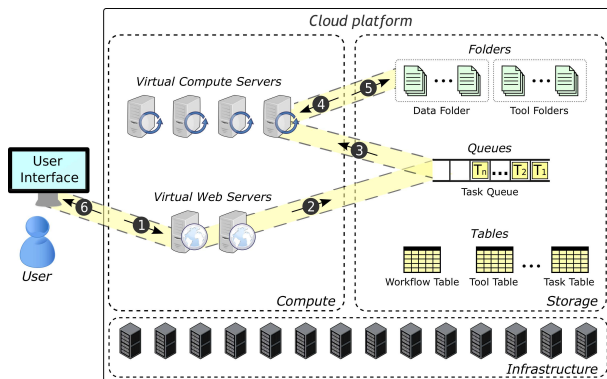 Cloud platform
Folders
Virtual Compute Servers
4
5
Data Folder
Tool Folders
3
Queues
User
Interface
Tn
...
T2
T1
Virtual Web Servers
Task Queue
6
2
1
Tables
User
Workflow Table
Tool Table
Task Table
Compute
Storage
Infrastructure